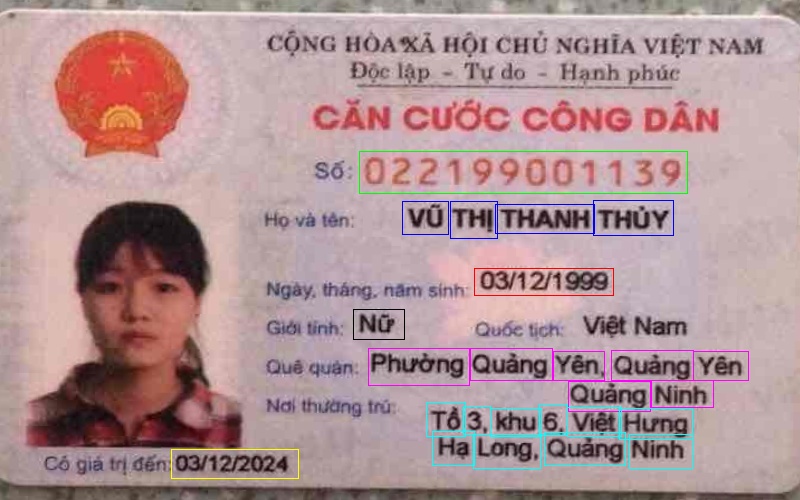 CỘNG HÒA XÃ HỘI CHỦ NGHĨA VIỆT NAM
Độc lập - Tự do - Hạnh phúc
CĂN CƯỚC CÔNG DÂN
Số: 022199001139
Họ và tên: VŨ THỊ THANH THỦY
Ngày, tháng, năm sinh: 03/12/1999
Giới tính: Nữ Quốc tịch: Việt Nam
Quê quán: Phường Quảng Yên, Quảng Yên
Quảng Ninh
Nơi thường trú: Tổ 3, khu 6, Việt Hưng
Hạ Long, Quảng Ninh
Có giá trị đến: 03/12/2024